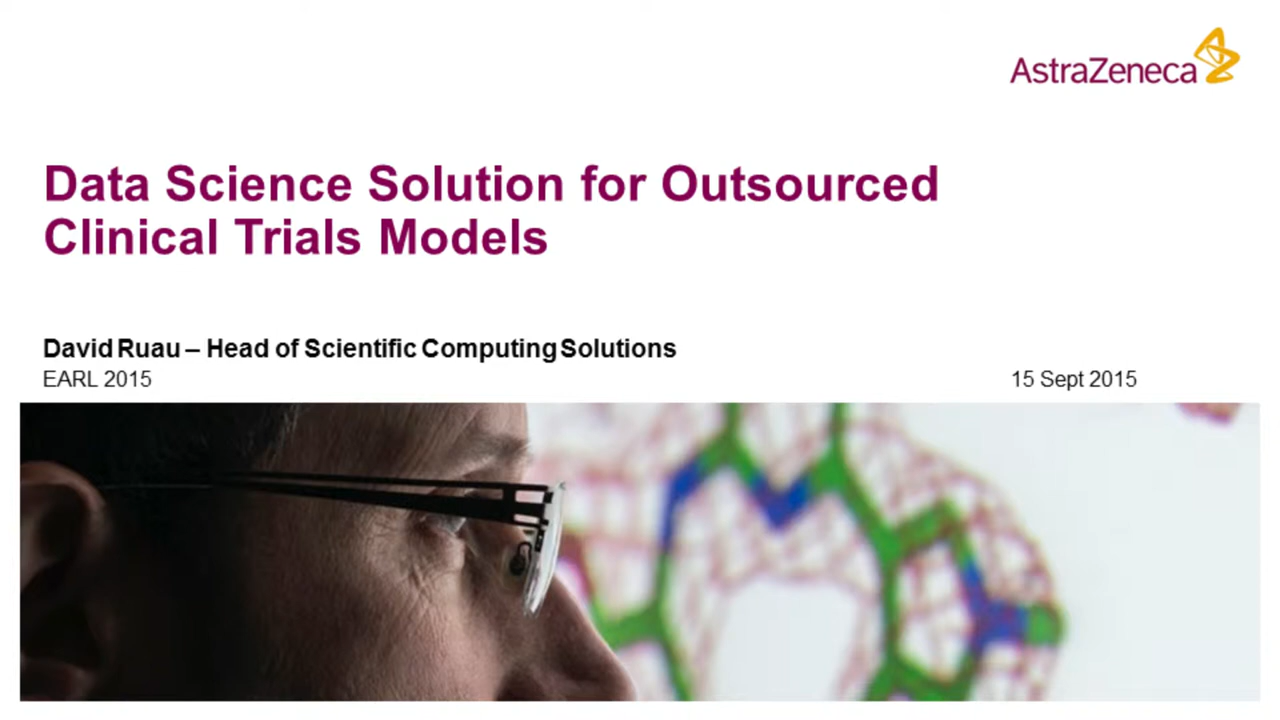 AstraZeneca
Data Science Solution for Outsourced
Clinical Trials Models
David Ruau – Head of Scientific Computing Solutions
EARL 2015
15 Sept 2015